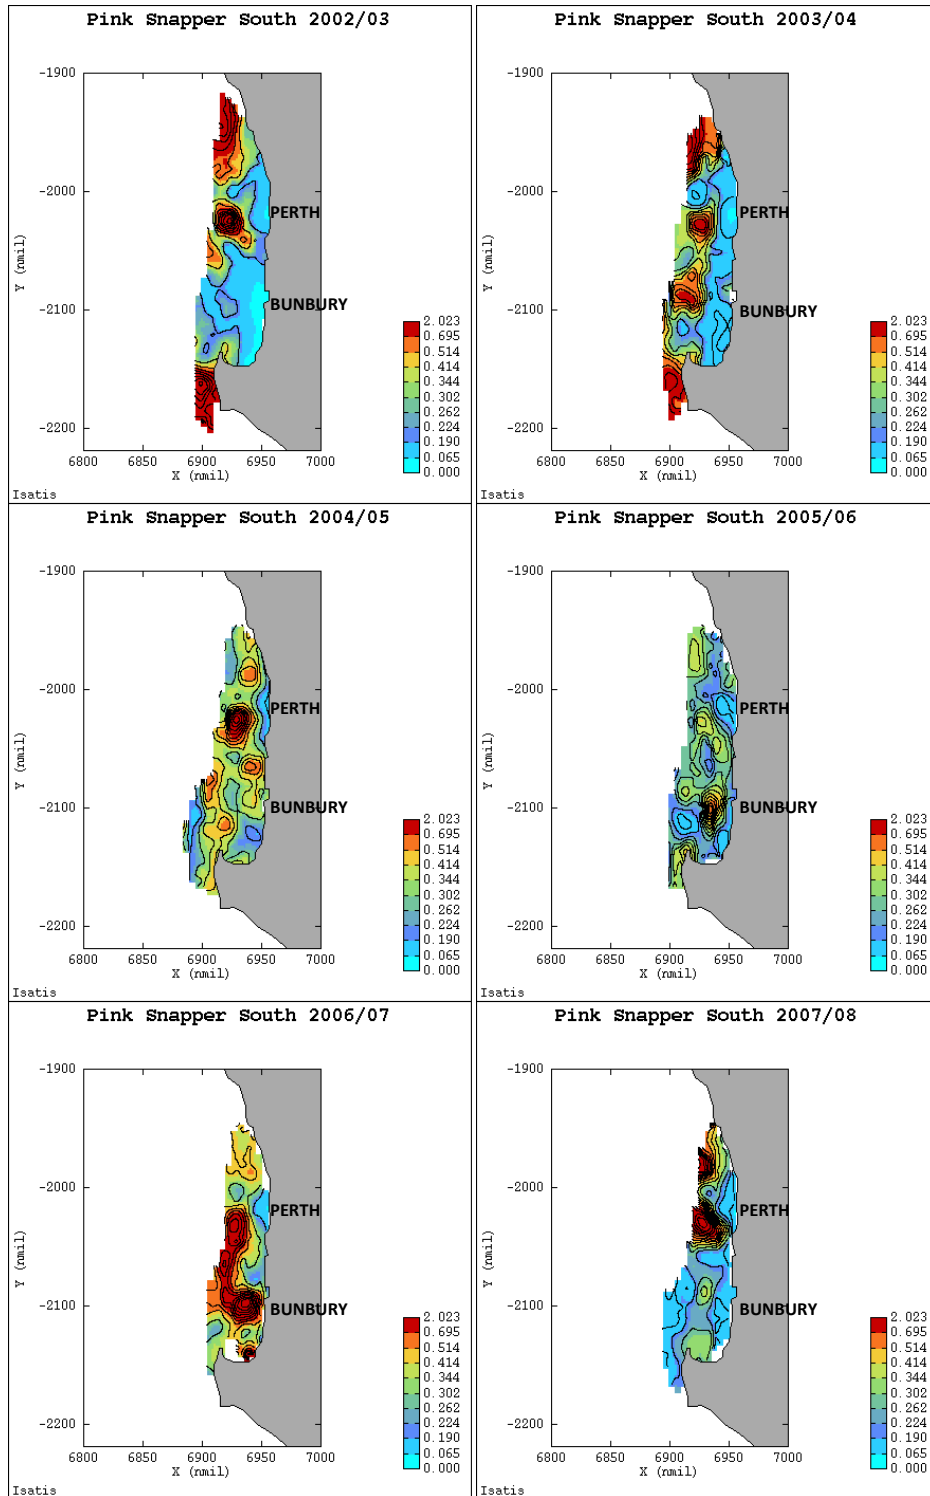 Pink Snapper South 2002/03
-1900
-2000
-2100
-2200
Y (nmil)
PERTH
BUNBURY
2.023
0.695
0.514
0.414
0.344
0.302
0.262
0.224
0.190
0.065
0.000
6800 6850 6900 6950 7000
X (nmil)
Isatis
Pink Snapper South 2003/04
-1900
-2000
-2100
-2200
Y (nmil)
PERTH
BUNBURY
2.023
0.695
0.514
0.414
0.344
0.302
0.262
0.224
0.190
0.065
0.000
6800 6850 6900 6950 7000
X (nmil)
Isatis
Pink Snapper South 2004/05
-1900
-2000
-2100
-2200
Y (nmil)
PERTH
BUNBURY
2.023
0.695
0.514
0.414
0.344
0.302
0.262
0.224
0.190
0.065
0.000
6800 6850 6900 6950 7000
X (nmil)
Isatis
Pink Snapper South 2005/06
-1900
-2000
-2100
-2200
Y (nmil)
PERTH
BUNBURY
2.023
0.695
0.514
0.414
0.344
0.302
0.262
0.224
0.190
0.065
0.000
6800 6850 6900 6950 7000
X (nmil)
Isatis
Pink Snapper South 2006/07
-1900
-2000
-2100
-2200
Y (nmil)
PERTH
BUNBURY
2.023
0.695
0.514
0.414
0.344
0.302
0.262
0.224
0.190
0.065
0.000
6800 6850 6900 6950 7000
X (nmil)
Isatis
Pink Snapper South 2007/08
-1900
-2000
-2100
-2200
Y (nmil)
PERTH
BUNBURY
2.023
0.695
0.514
0.414
0.344
0.302
0.262
0.224
0.190
0.065
0.000
6800 6850 6900 6950 7000
X (nmil)
Isatis